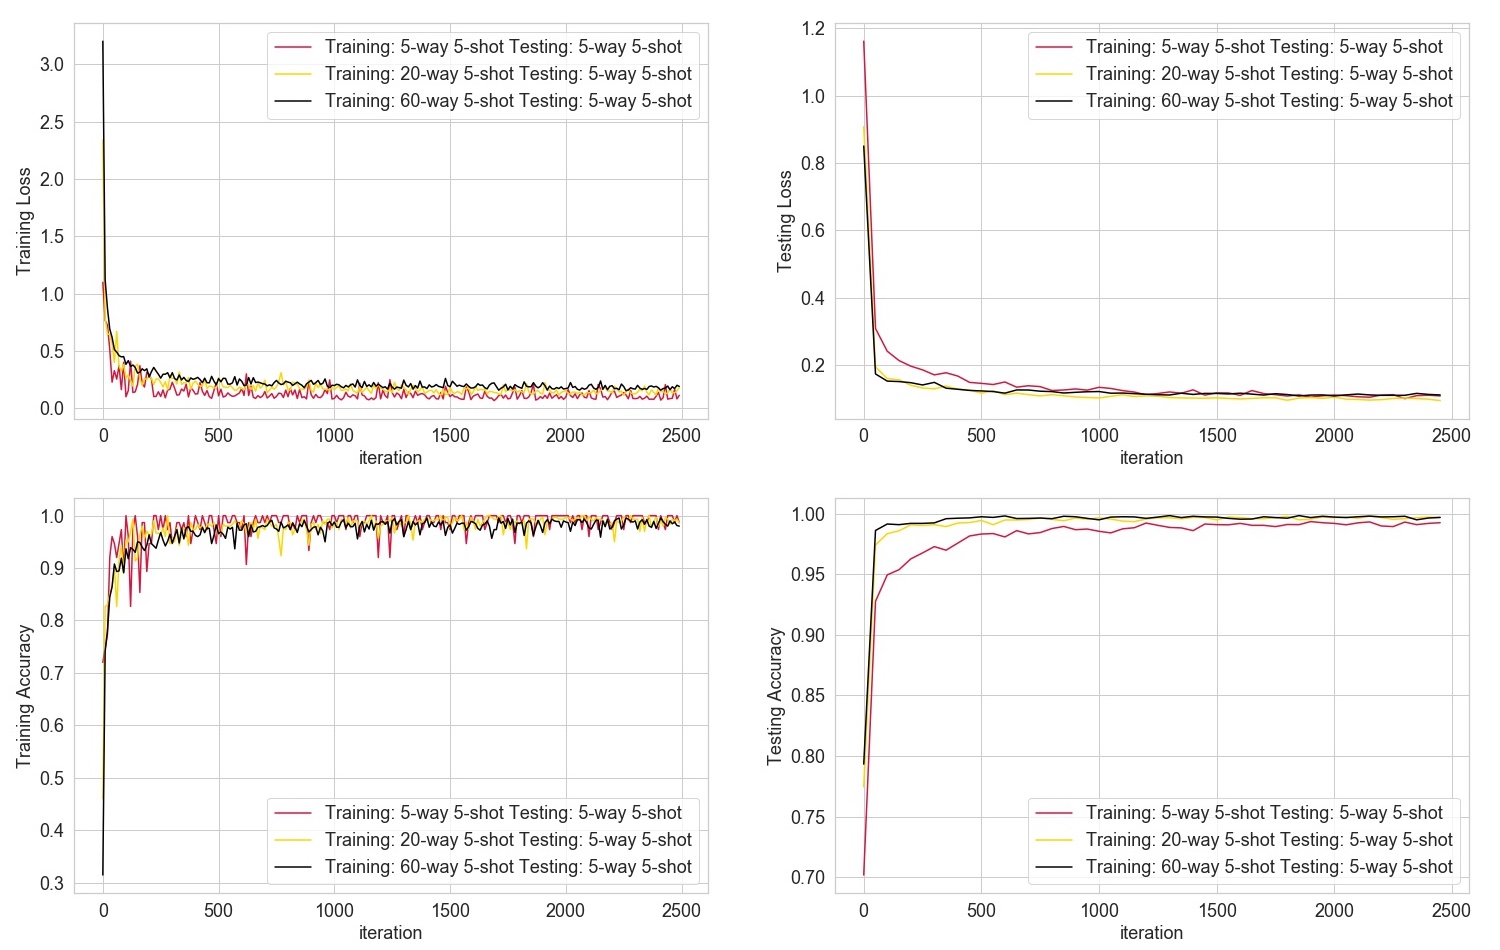 3.0
2.5
2.0
1.5
1.0
0.5
0.0
Training Loss
Training: 5-way 5-shot Testing: 5-way 5-shot
Training: 20-way 5-shot Testing: 5-way 5-shot
Training: 60-way 5-shot Testing: 5-way 5-shot
0 500 1000 1500 2000 2500
iteration
1.2
1.0
0.8
0.6
0.4
0.2
Testing Loss
Training: 5-way 5-shot Testing: 5-way 5-shot
Training: 20-way 5-shot Testing: 5-way 5-shot
Training: 60-way 5-shot Testing: 5-way 5-shot
0 500 1000 1500 2000 2500
iteration
1.0
0.9
0.8
0.7
0.6
0.5
0.4
0.3
Training Accuracy
Training: 5-way 5-shot Testing: 5-way 5-shot
Training: 20-way 5-shot Testing: 5-way 5-shot
Training: 60-way 5-shot Testing: 5-way 5-shot
0 500 1000 1500 2000 2500
iteration
1.00
0.95
0.90
0.85
0.80
0.75
0.70
Testing Accuracy
Training: 5-way 5-shot Testing: 5-way 5-shot
Training: 20-way 5-shot Testing: 5-way 5-shot
Training: 60-way 5-shot Testing: 5-way 5-shot
0 500 1000 1500 2000 2500
iteration